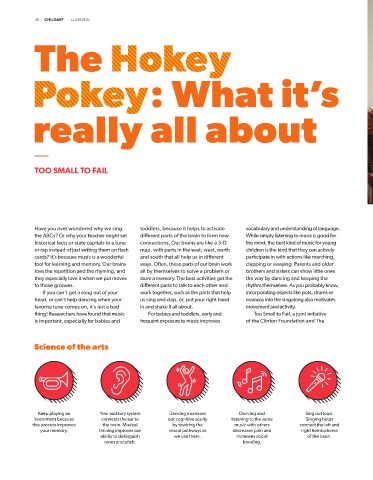 38 CHILDART LEARNING
The Hokey
Pokey: What it's
really all about
TOO SMALL TO FAIL
Have you ever wondered why we sing
the ABCs? Or why your teacher might set
historical facts or state capitals to a tune
or rap instead of just writing them on flash
cards? It's because music is a wonderful
tool for learning and memory. Our brains
love the repetition and the rhyming, and
they especially love it when we put moves
to those grooves.
If you can't get a song out of your
head, or can't help dancing when your
favorite tune comes on, it's not a bad
thing! Researchers have found that music
is important, especially for babies and
toddlers, because it helps to activate
different parts of the brain to form new
connections. Our brains are like a 3-D
map, with parts in the east, west, north
and south that all help us in different
ways. Often, those parts of our brain work
all by themselves to solve a problem or
store a memory. The best activities get the
different parts to talk to each other and
work together, such as the parts that help
us sing and clap, or, put your right hand
in and shake it all about.
For babies and toddlers, early and
frequent exposure to music improves
vocabulary and understanding of language.
While simply listening to music is good for
the mind, the best kind of music for young
children is the kind that they can actively
participate in with actions like marching,
clapping or swaying. Parents and older
brothers and sisters can show little ones
the way by dancing and keeping the
rhythm themselves. As you probably know,
incorporating objects like pots, drums or
maracas into the singalong also motivates
movement and activity.
Too Small to Fail, a joint initiative
of the Clinton Foundation and The
Science of the arts
Keep playing an
instrument because
this process improves
your memory.
Your auditory system
connects the ear to
the brain. Musical
training improves our
ability to distinguish
tones and pitch.
Dancing increases
our cognitive acuity
by rewiring the
neural pathways as
we use them.
Dancing and
listening to the same
music with others
decreases pain and
increases social
bonding.
Sing out loud.
Singing helps
connect the left and
right hemispheres
of the brain.